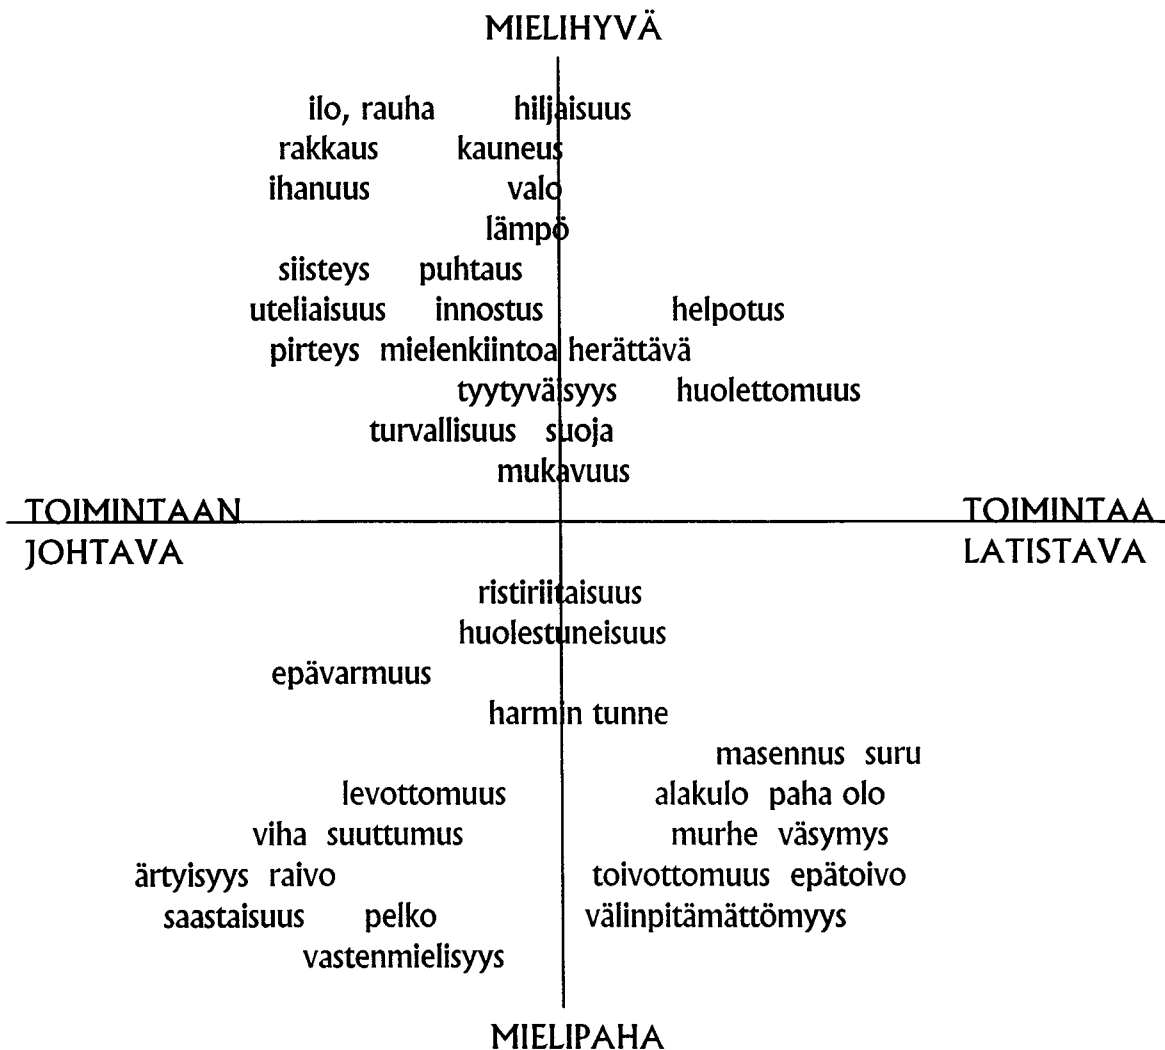 MIELIHYVÄ
ilo, rauha hiljaisuus
rakkaus kauneus
ihanuus valo
lämpö
siisteys puhtaus
uteliaisuus innostus helpotus
pirteys mielenkiintoa herättävä
tyytyväisyys huolettomuus
turvallisuus suoja
mukavuus
TOIMINTAAN TOIMINTAA
JOHTAVA LATISTAVA
ristiriitaisuus
huolestuneisuus
epävarmuus
harmin tunne
masennus suru
levottomuus alakulo paha olo
viha suuttumus murhe väsymys
ärtyisyys raivo toivottomuus epätoivo
saastaisuus pelko välinpitämättömyys
vastenmielisyys
MIELIPAHA